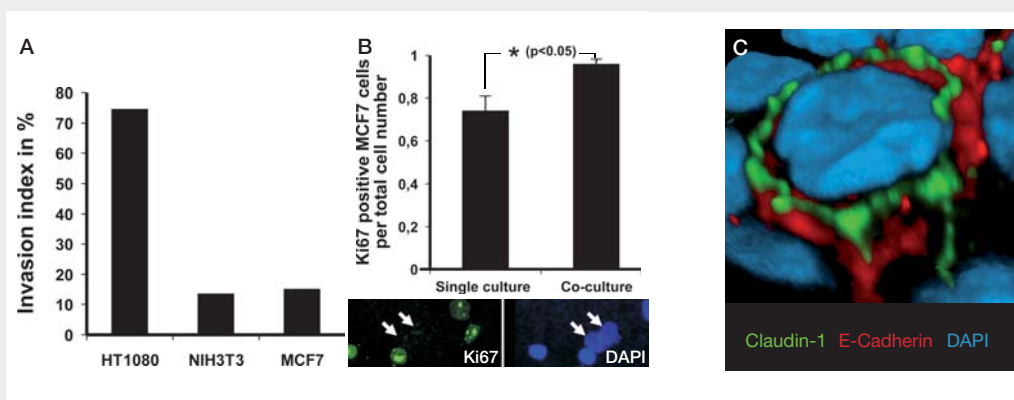 A
Invasion index in %
80
70
60
50
40
30
20
10
0
HT1080 NIH3T3 MCF7
B
Ki67 positive MCF7 cells
per total cell number
* (p<0.05)
1
0,8
0,6
0,4
0,2
0
Single culture Co-culture
Ki67 DAPI
C
Claudin-1 E-Cadherin DAPI